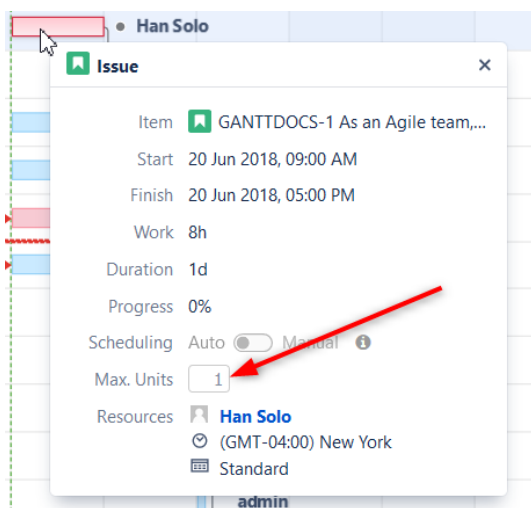 Han Solo
Issue
Item GANTTDOCS-1 As an Agile team,...
Start 20 Jun 2018, 09:00 AM
Finish 20 Jun 2018, 05:00 PM
Work 8h
Duration 1d
Progress 0%
Scheduling Auto Manual
Max. Units 1
Resources Han Solo
(GMT-04:00) New York
Standard
admin